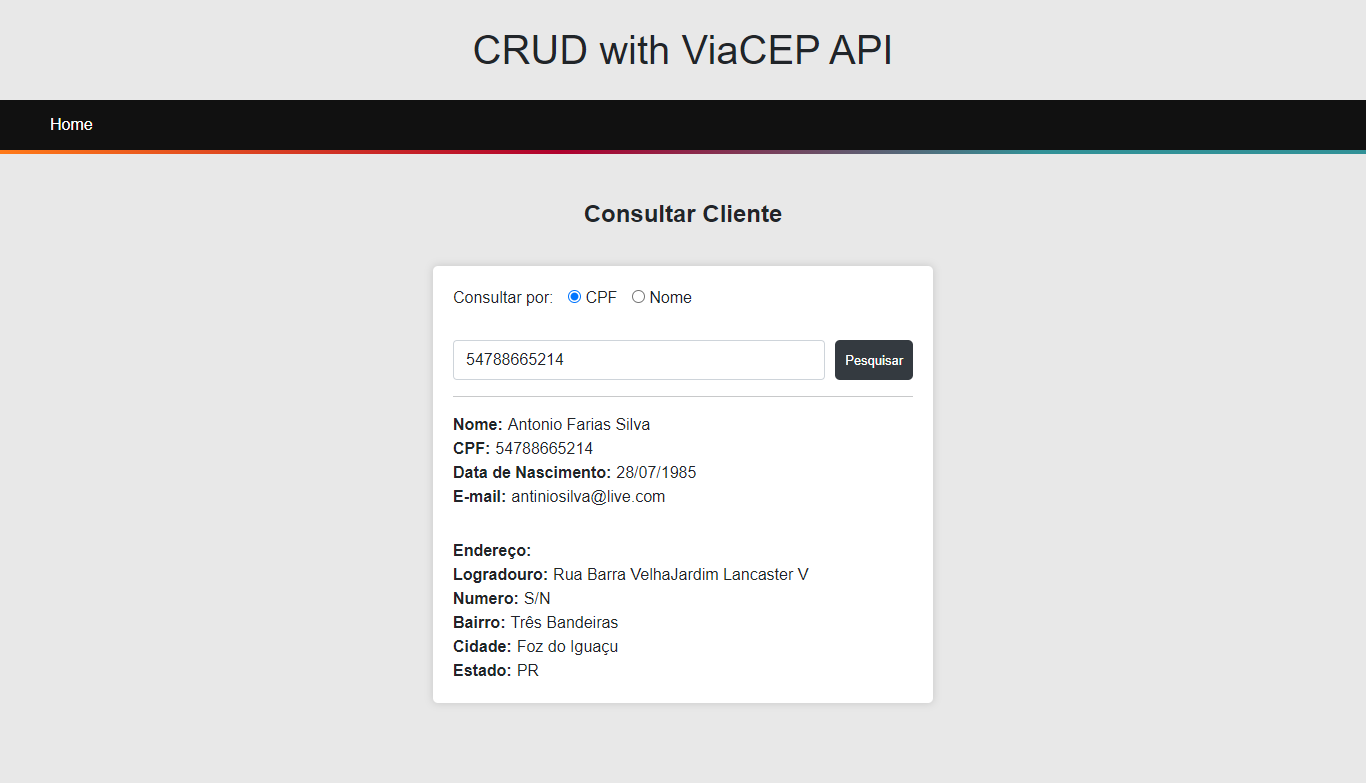 CRUD with ViaCEP API
Home
Consultar Cliente
Consultar por: CPF Nome
54788665214 Pesquisar
Nome: Antonio Farias Silva
CPF: 54788665214
Data de Nascimento: 28/07/1985
E-mail: antiniosilva@live.com
Endereço:
Logradouro: Rua Barra VelhaJardim Lancaster V
Numero: S/N
Bairro: Três Bandeiras
Cidade: Foz do Iguaçu
Estado: PR